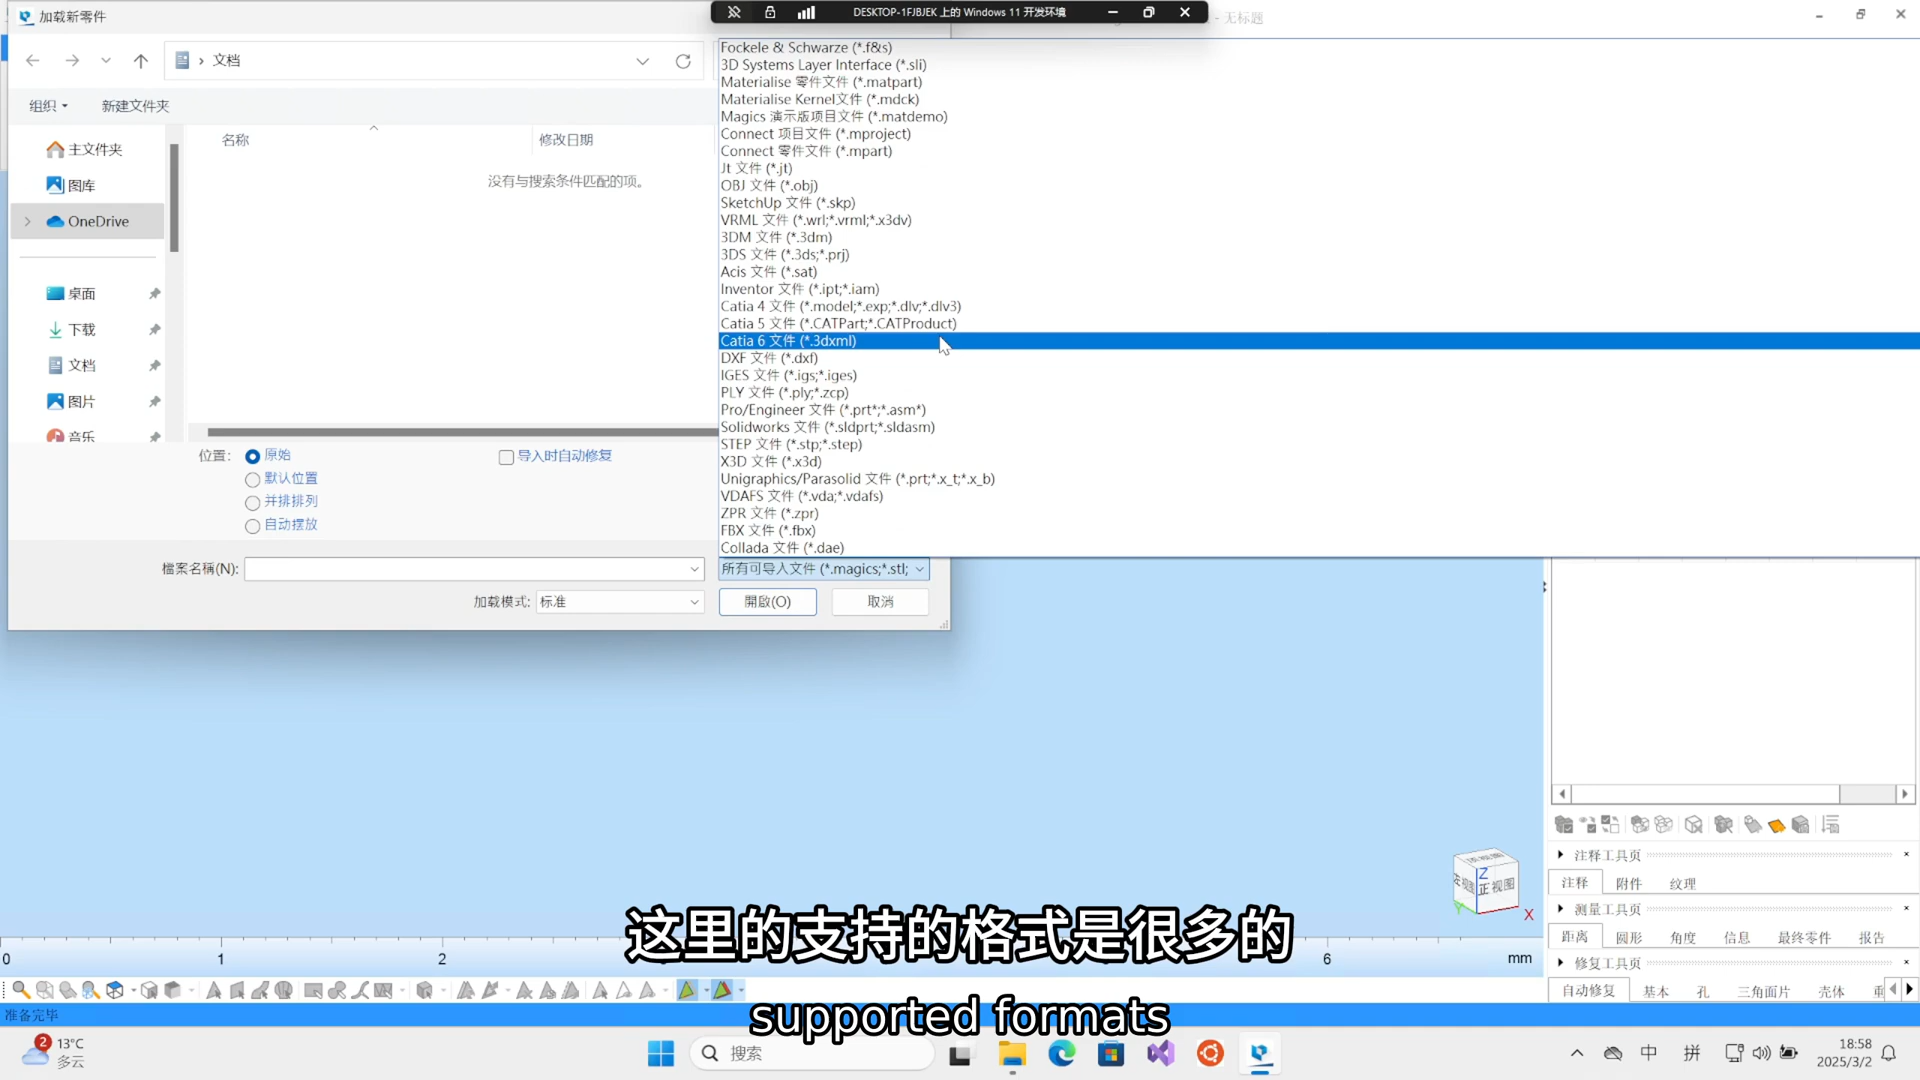 加载新零件
DESKTOP-1FJBJEK 上的 Windows 11 开发环境
- 无标题
文档
组织
新建文件夹
主文件夹
图库
OneDrive
桌面
下载
文档
图片
音乐
名称
修改日期
没有与搜索条件匹配的项。
Fockele & Schwarze (*.f&s)
3D Systems Layer Interface (*.sli)
Materialise 零件文件 (*.matpart)
Materialise Kernel文件 (*.mdck)
Magics 演示版项目文件 (*.matdemo)
Connect 项目文件 (*.mproject)
Connect 零件文件 (*.mpart)
Jt 文件 (*.jt)
OBJ 文件 (*.obj)
SketchUp 文件 (*.skp)
VRML 文件 (*.wrl;*.vrml;*.x3dv)
3DM 文件 (*.3dm)
3DS 文件 (*.3ds;*.prj)
Acis 文件 (*.sat)
Inventor 文件 (*.ipt;*.iam)
Catia 4 文件 (*.model;*.exp;*.dlv;*.dlv3)
Catia 5 文件 (*.CATPart;*.CATProduct)
Catia 6 文件 (*.3dxml)
DXF 文件 (*.dxf)
IGES 文件 (*.igs;*.iges)
PLY 文件 (*.ply;*.zcp)
Pro/Engineer 文件 (*.prt*;*.asm*)
Solidworks 文件 (*.sldprt;*.sldasm)
STEP 文件 (*.stp;*.step)
X3D 文件 (*.x3d)
Unigraphics/Parasolid 文件 (*.prt;*.x_t;*.x_b)
VDAFS 文件 (*.vda;*.vdafs)
ZPR 文件 (*.zpr)
FBX 文件 (*.fbx)
Collada 文件 (*.dae)
位置: 原始
默认位置
并排排列
自动摆放
导入时自动修复
檔案名稱(N):
所有可导入文件 (*.magics;*.stl;
加载模式: 标准
開啟(O)
取消
Z
左视图
正视图
Y
X
注释工具页
注释 附件 纹理
测量工具页
距离 圆形 角度 信息 最终零件 报告
修复工具页
自动修复 基本 孔 三角面片 壳体
0 1 2 6 mm
这里的支持的格式是很多的
supported formats
准备完毕
2
13°C
多云
搜索
中
拼
18:58
2025/3/2